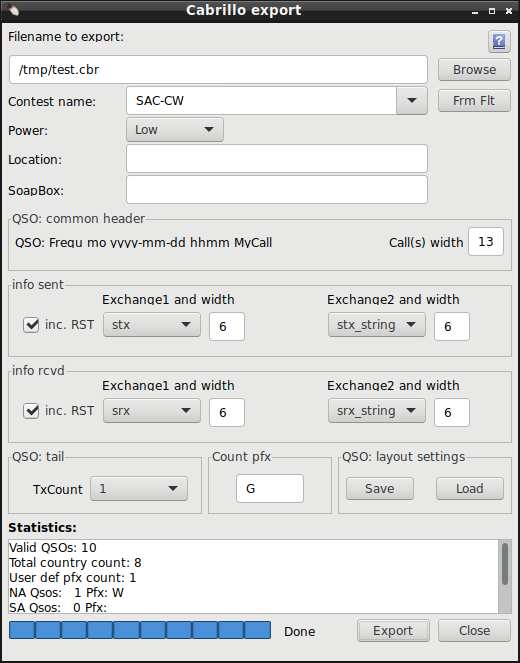 Cabrillo export
Filename to export:
?
/tmp/test.cbr
Browse
Contest name:
SAC-CW
Frm Flt
Power:
Low
Location:
SoapBox:
QSO: common header
QSO: Frequ mo yyyy-mm-dd hhmm MyCall
Call(s) width
13
info sent
Exchange1 and width
Exchange2 and width
inc. RST
stx
6
stx_string
6
info rcvd
Exchange1 and width
Exchange2 and width
inc. RST
srx
6
srx_string
6
QSO: tail
Count pfx
QSO: layout settings
TxCount
1
G
Save
Load
Statistics:
Valid QSOs: 10
Total country count: 8
User def pfx count: 1
NA Qsos: 1 Pfx: W
SA Qsos: 0 Pfx:
Done
Export
Close